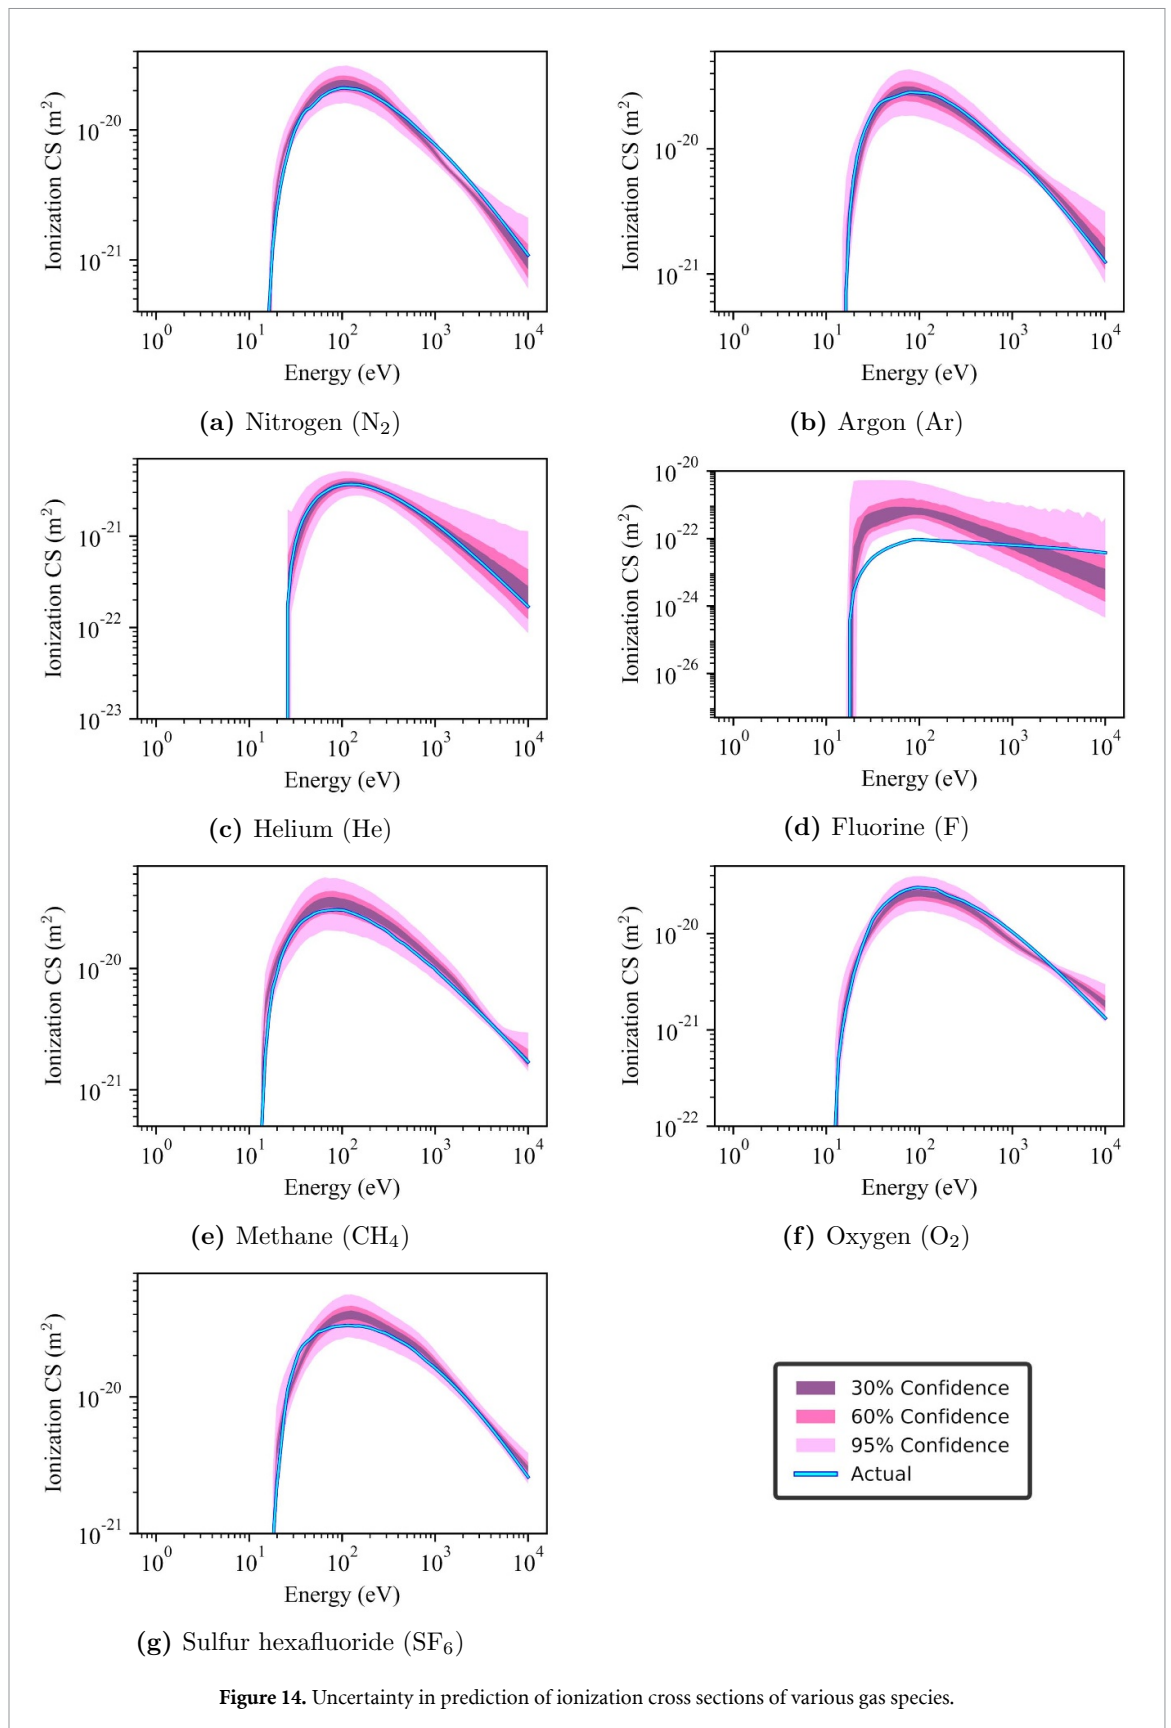 10⁻²⁰
10⁻²¹
Ionization CS (m²)
10⁰ 10¹ 10² 10³ 10⁴
Energy (eV)
(a) Nitrogen (N₂)
10⁻²⁰
10⁻²¹
Ionization CS (m²)
10⁰ 10¹ 10² 10³ 10⁴
Energy (eV)
(b) Argon (Ar)
10⁻²¹
10⁻²²
10⁻²³
Ionization CS (m²)
10⁰ 10¹ 10² 10³ 10⁴
Energy (eV)
(c) Helium (He)
10⁻²⁰
10⁻²²
10⁻²⁴
10⁻²⁶
Ionization CS (m²)
10⁰ 10¹ 10² 10³ 10⁴
Energy (eV)
(d) Fluorine (F)
10⁻²⁰
10⁻²¹
Ionization CS (m²)
10⁰ 10¹ 10² 10³ 10⁴
Energy (eV)
(e) Methane (CH₄)
10⁻²⁰
10⁻²¹
10⁻²²
Ionization CS (m²)
10⁰ 10¹ 10² 10³ 10⁴
Energy (eV)
(f) Oxygen (O₂)
10⁻²⁰
10⁻²¹
Ionization CS (m²)
10⁰ 10¹ 10² 10³ 10⁴
Energy (eV)
(g) Sulfur hexafluoride (SF₆)
30% Confidence
60% Confidence
95% Confidence
Actual
Figure 14. Uncertainty in prediction of ionization cross sections of various gas species.